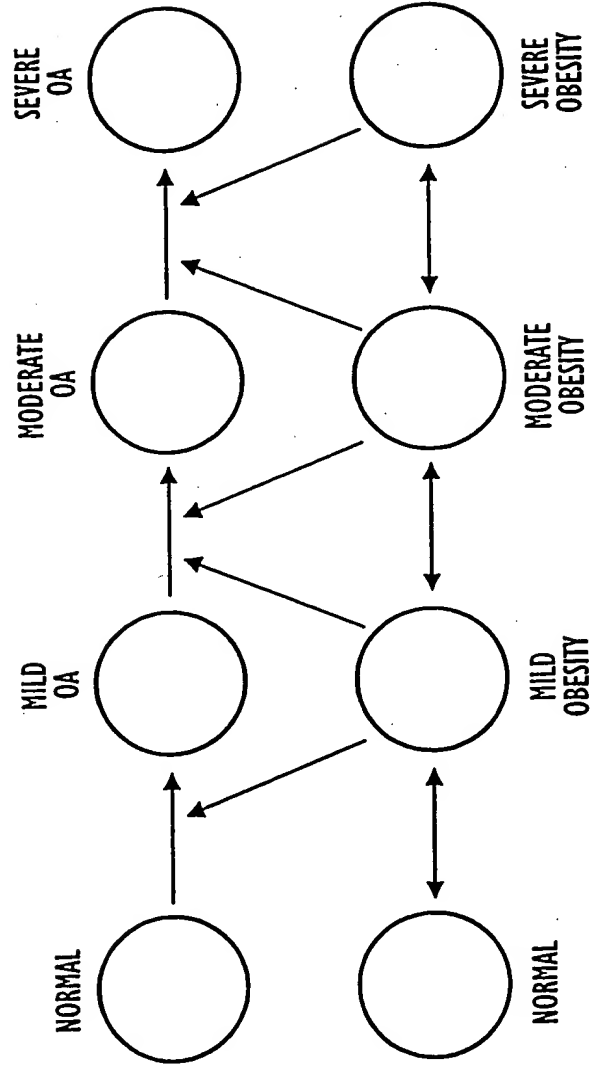 NORMAL
MILD
OA
MODERATE
OA
SEVERE
OA
NORMAL
MILD
OBESITY
MODERATE
OBESITY
SEVERE
OBESITY